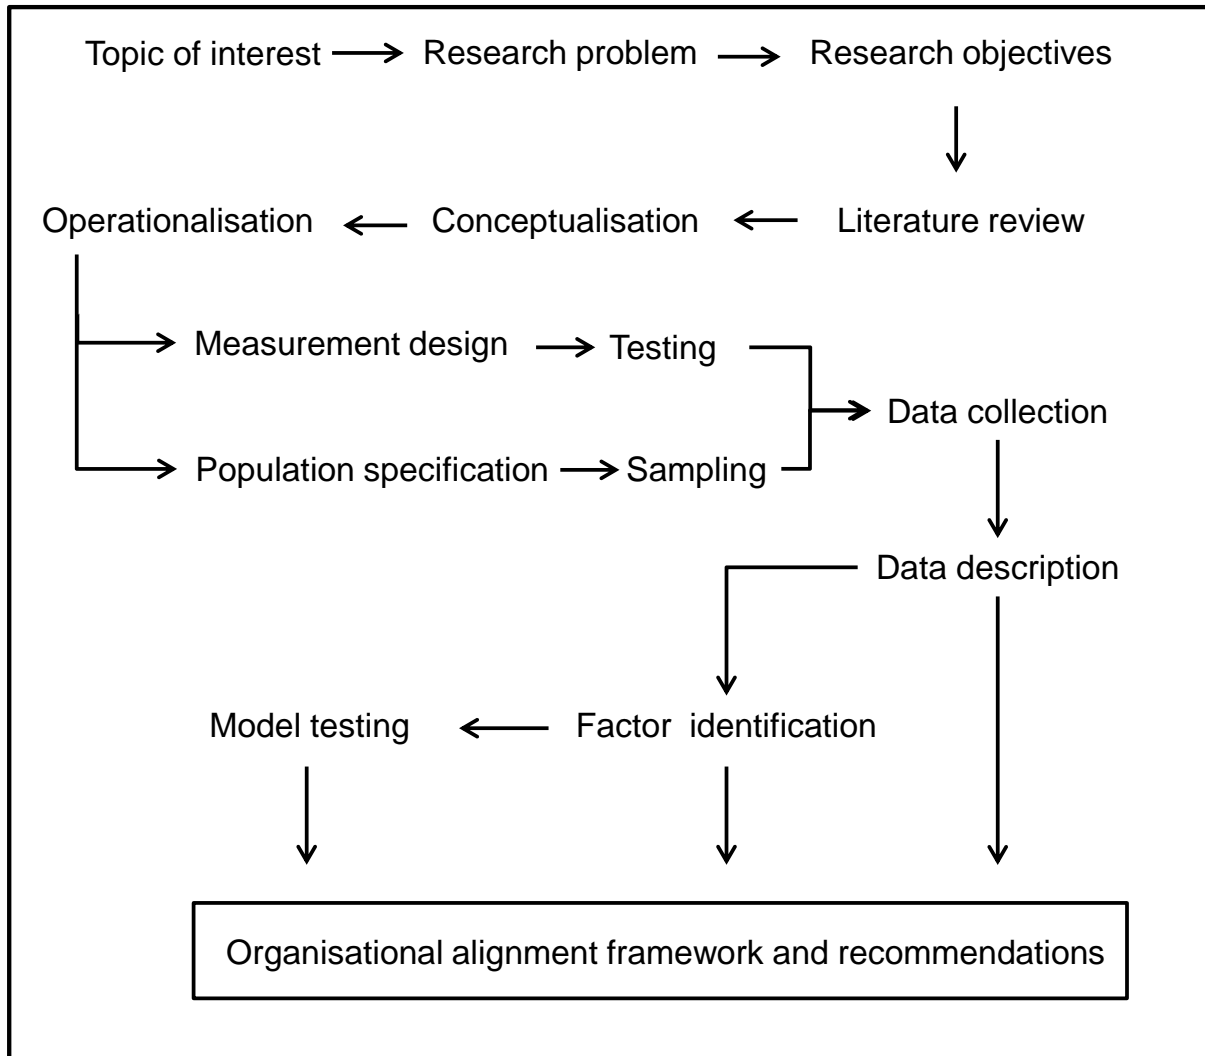 Topic of interest
Research problem
Research objectives
Operationalisation
Conceptualisation
Literature review
Measurement design
Testing
Data collection
Population specification
Sampling
Data description
Model testing
Factor identification
Organisational alignment framework and recommendations